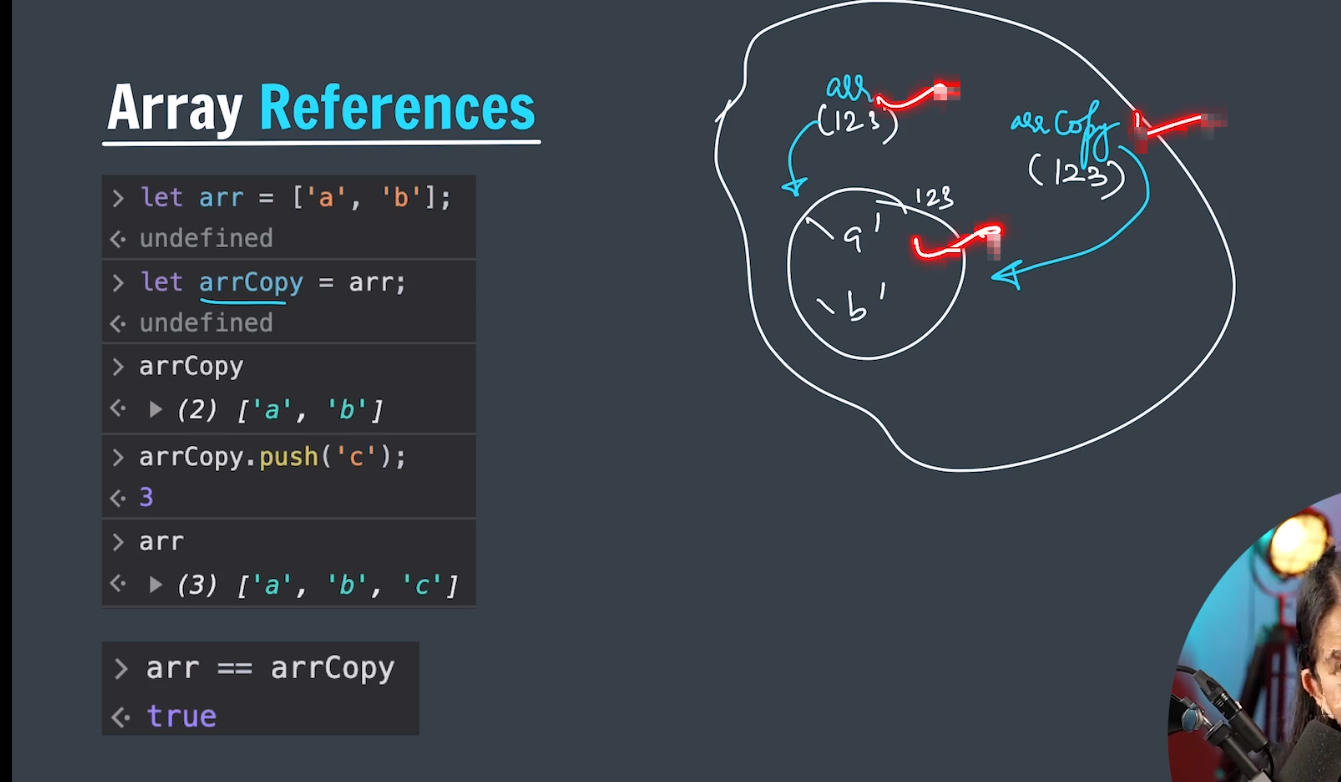 Array References
> let arr = ['a', 'b'];
<· undefined
> let arrCopy = arr;
<· undefined
> arrCopy
<· ▶ (2) ['a', 'b']
> arrCopy.push('c');
<· 3
> arr
<· ▶ (3) ['a', 'b', 'c']
> arr == arrCopy
<· true
arr
(123)
arrCopy
(123)
123
'a'
'b'